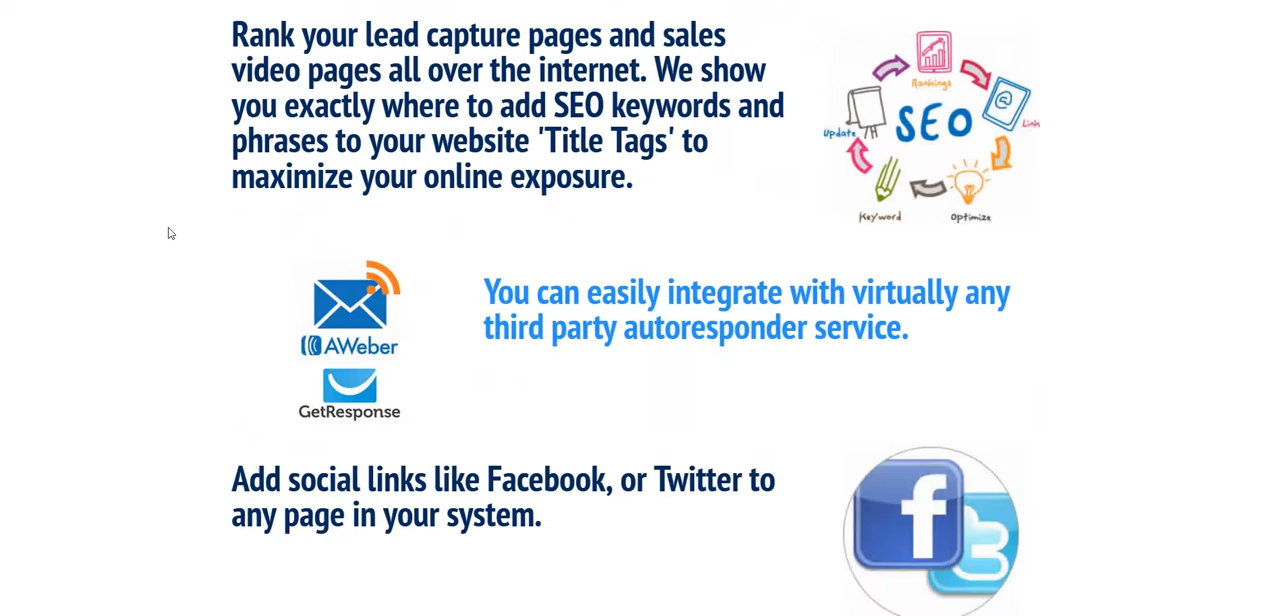 Rank your lead capture pages and sales
video pages all over the internet. We show
you exactly where to add SEO keywords and
phrases to your website 'Title Tags' to
maximize your online exposure.
Rankings
SEO
Update
Link
Keyword
Optimize
You can easily integrate with virtually any
third party autoresponder service.
AWeber
GetResponse
Add social links like Facebook, or Twitter to
any page in your system.